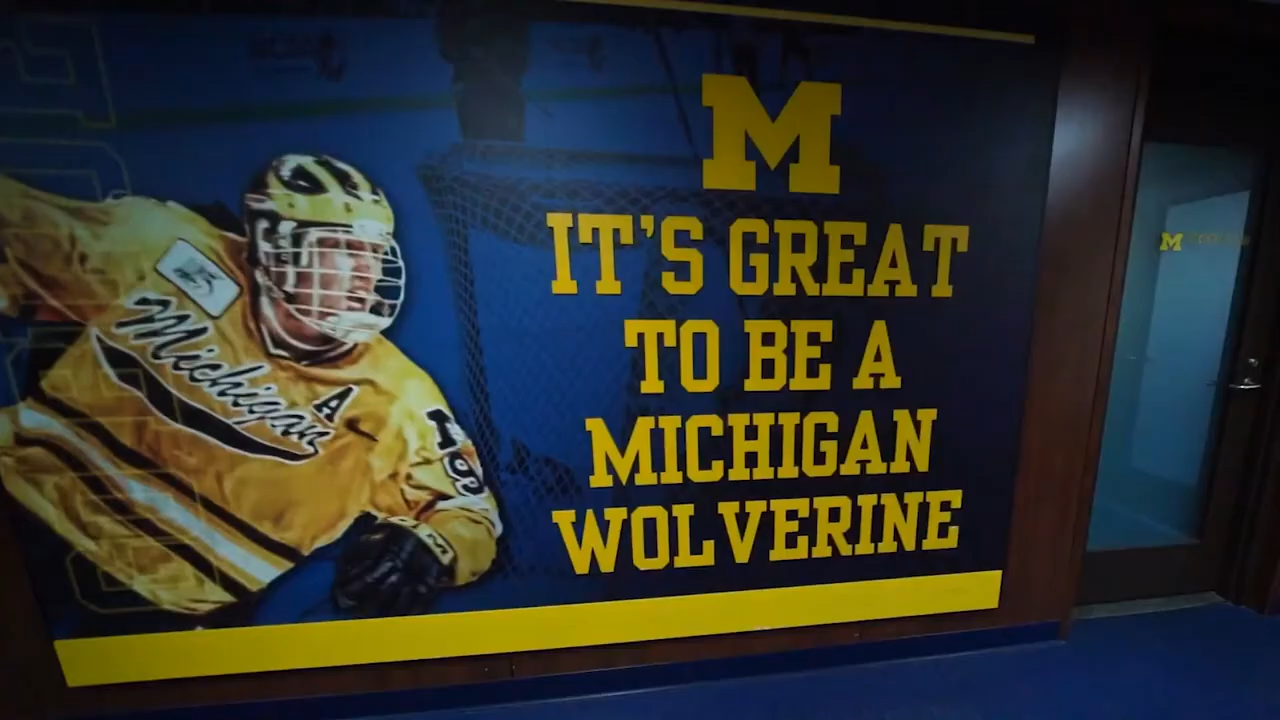 M
IT'S GREAT
TO BE A
MICHIGAN
WOLVERINE
Michigan
A
M